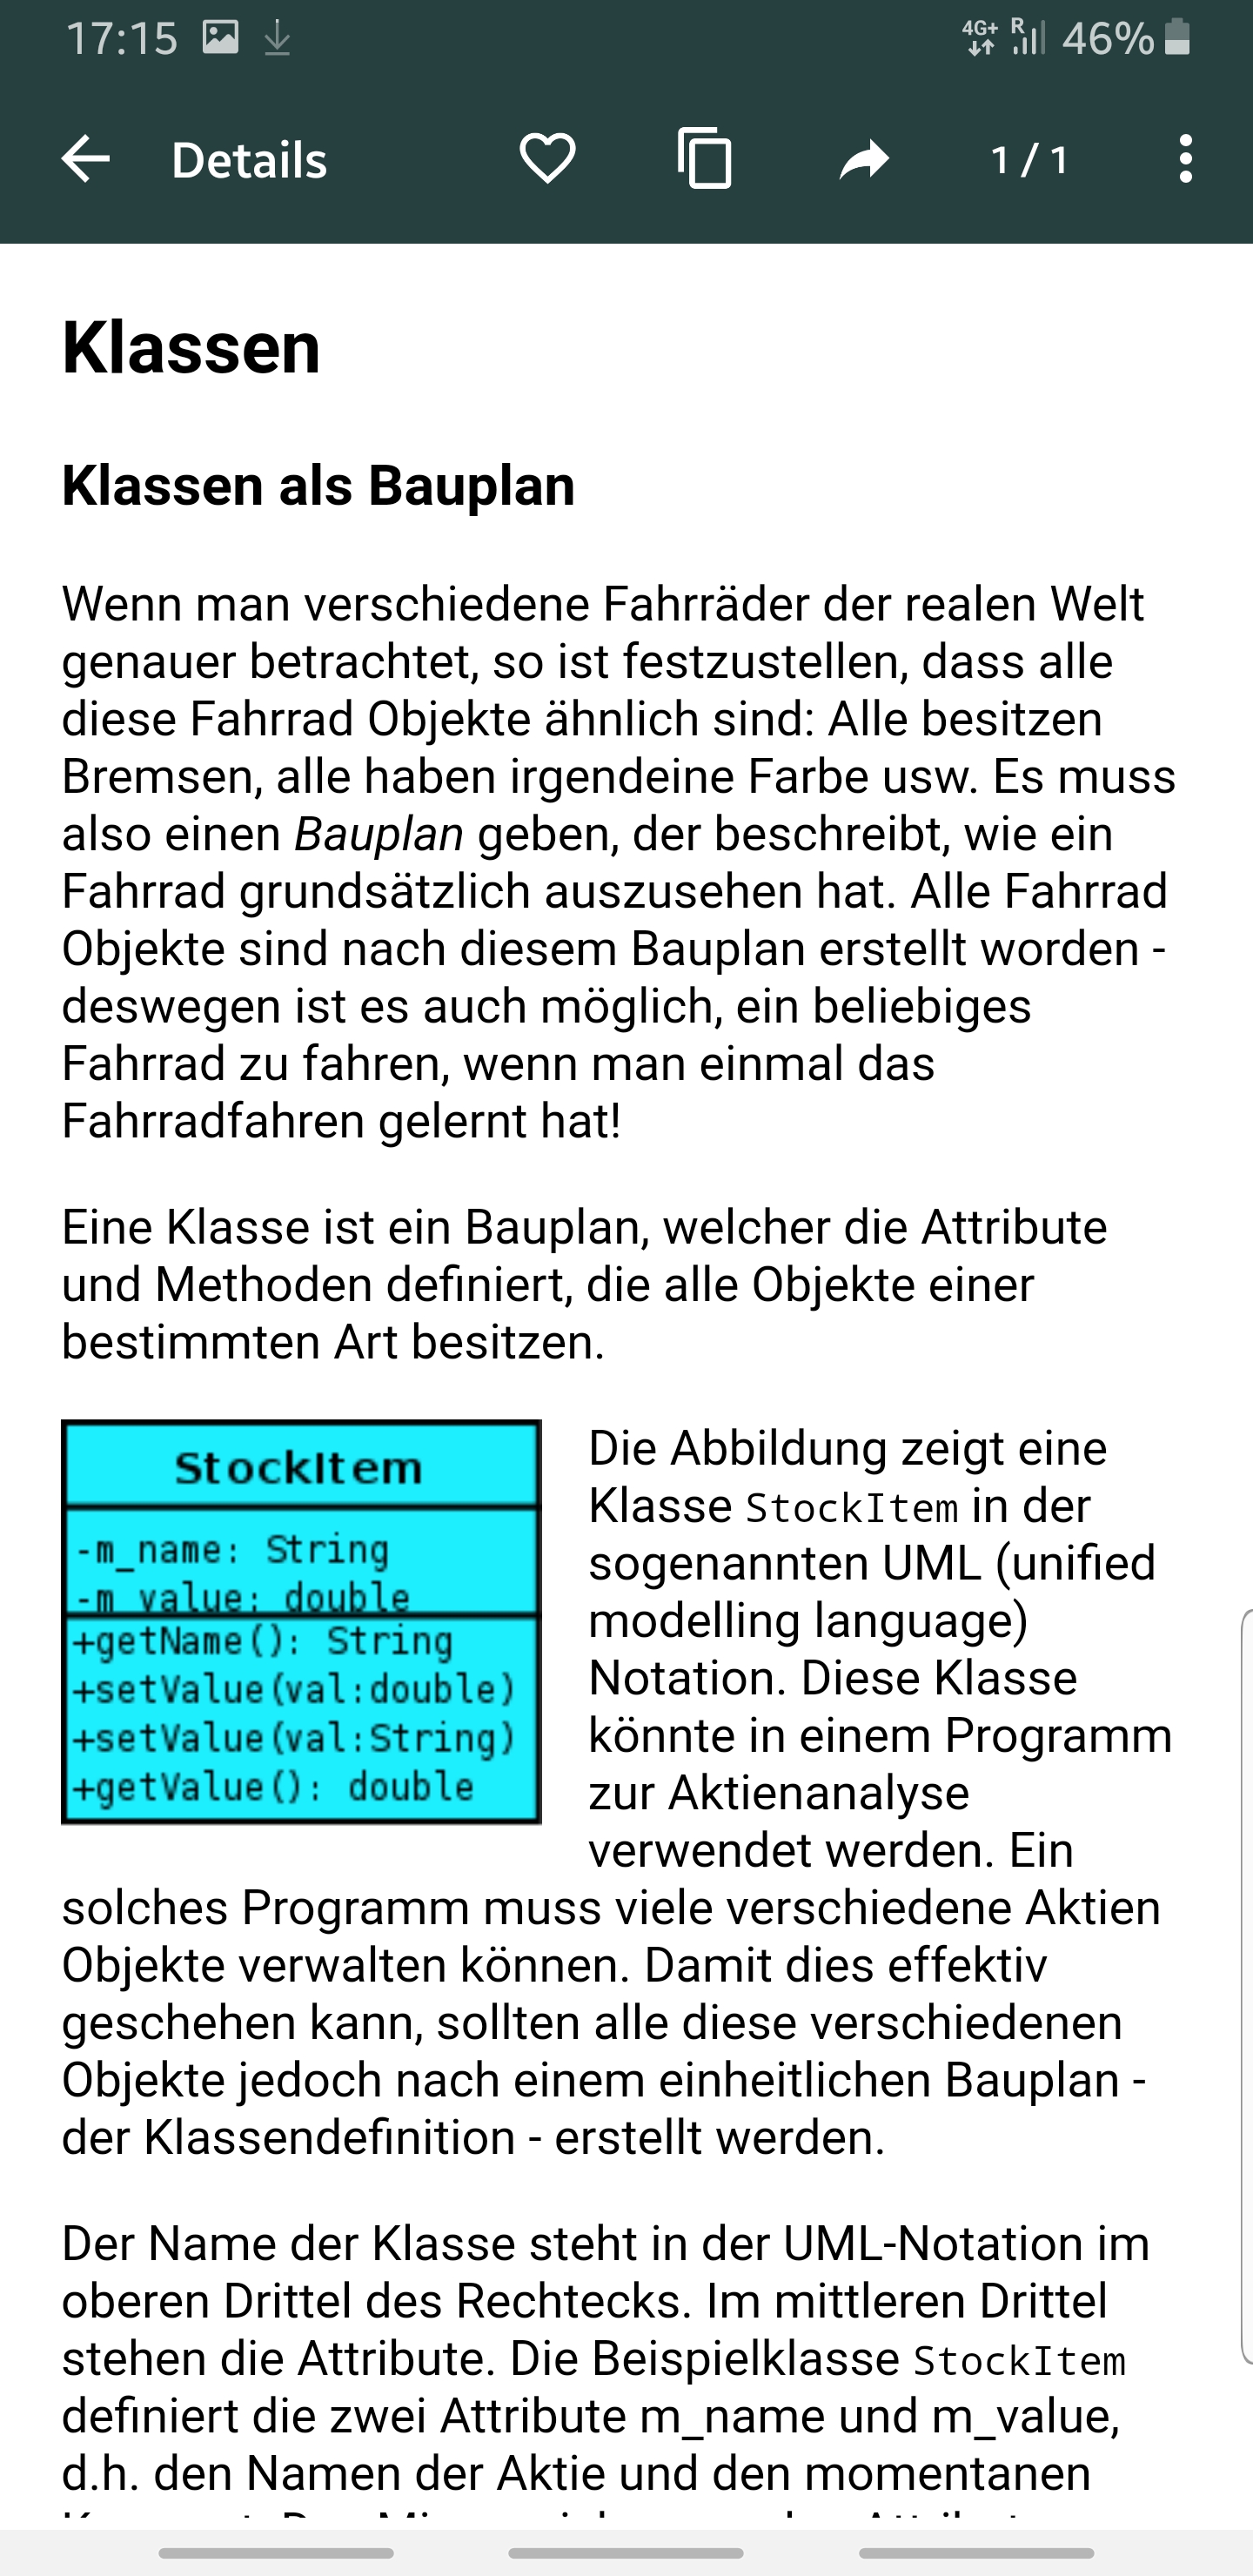 17:15 4G+ R 46%
Details 1 / 1
Klassen
Klassen als Bauplan
Wenn man verschiedene Fahrräder der realen Welt
genauer betrachtet, so ist festzustellen, dass alle
diese Fahrrad Objekte ähnlich sind: Alle besitzen
Bremsen, alle haben irgendeine Farbe usw. Es muss
also einen Bauplan geben, der beschreibt, wie ein
Fahrrad grundsätzlich auszusehen hat. Alle Fahrrad
Objekte sind nach diesem Bauplan erstellt worden -
deswegen ist es auch möglich, ein beliebiges
Fahrrad zu fahren, wenn man einmal das
Fahrradfahren gelernt hat!
Eine Klasse ist ein Bauplan, welcher die Attribute
und Methoden definiert, die alle Objekte einer
bestimmten Art besitzen.
StockItem
-m_name: String
-m_value: double
+getName(): String
+setValue(val:double)
+setValue(val:String)
+getValue(): double
Die Abbildung zeigt eine
Klasse StockItem in der
sogenannten UML (unified
modelling language)
Notation. Diese Klasse
könnte in einem Programm
zur Aktienanalyse
verwendet werden. Ein
solches Programm muss viele verschiedene Aktien
Objekte verwalten können. Damit dies effektiv
geschehen kann, sollten alle diese verschiedenen
Objekte jedoch nach einem einheitlichen Bauplan -
der Klassendefinition - erstellt werden.
Der Name der Klasse steht in der UML-Notation im
oberen Drittel des Rechtecks. Im mittleren Drittel
stehen die Attribute. Die Beispielklasse StockItem
definiert die zwei Attribute m_name und m_value,
d.h. den Namen der Aktie und den momentanen